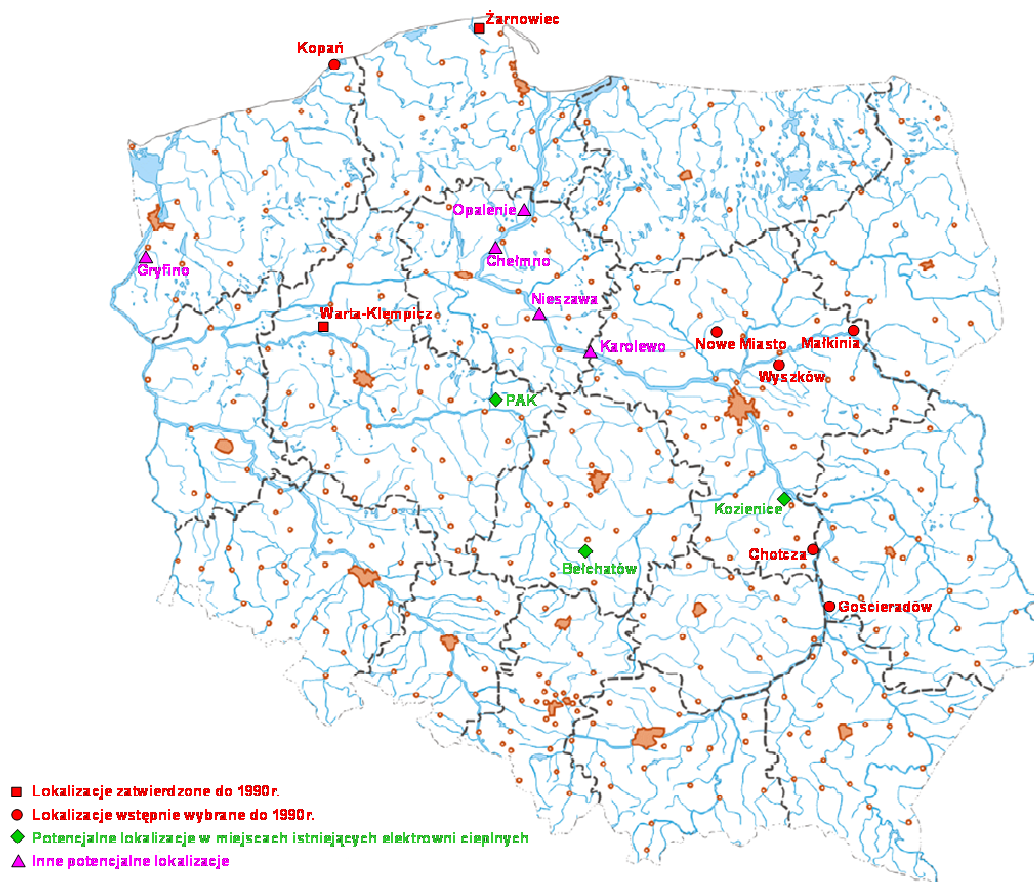 Żarnowiec
Kopań
Opalenie
Chełmno
Gryfino
Nieszawa
Warta-Klempicz
Karolewo
Nowe Miasto
Małkinia
Wyszków
PAK
Kozienice
Chotcza
Bełchatów
Gościeradów
Lokalizacje zatwierdzone do 1990r.
Lokalizacje wstępnie wybrane do 1990r.
Potencjalne lokalizacje w miejscach istniejących elektrowni cieplnych
Inne potencjalne lokalizacje